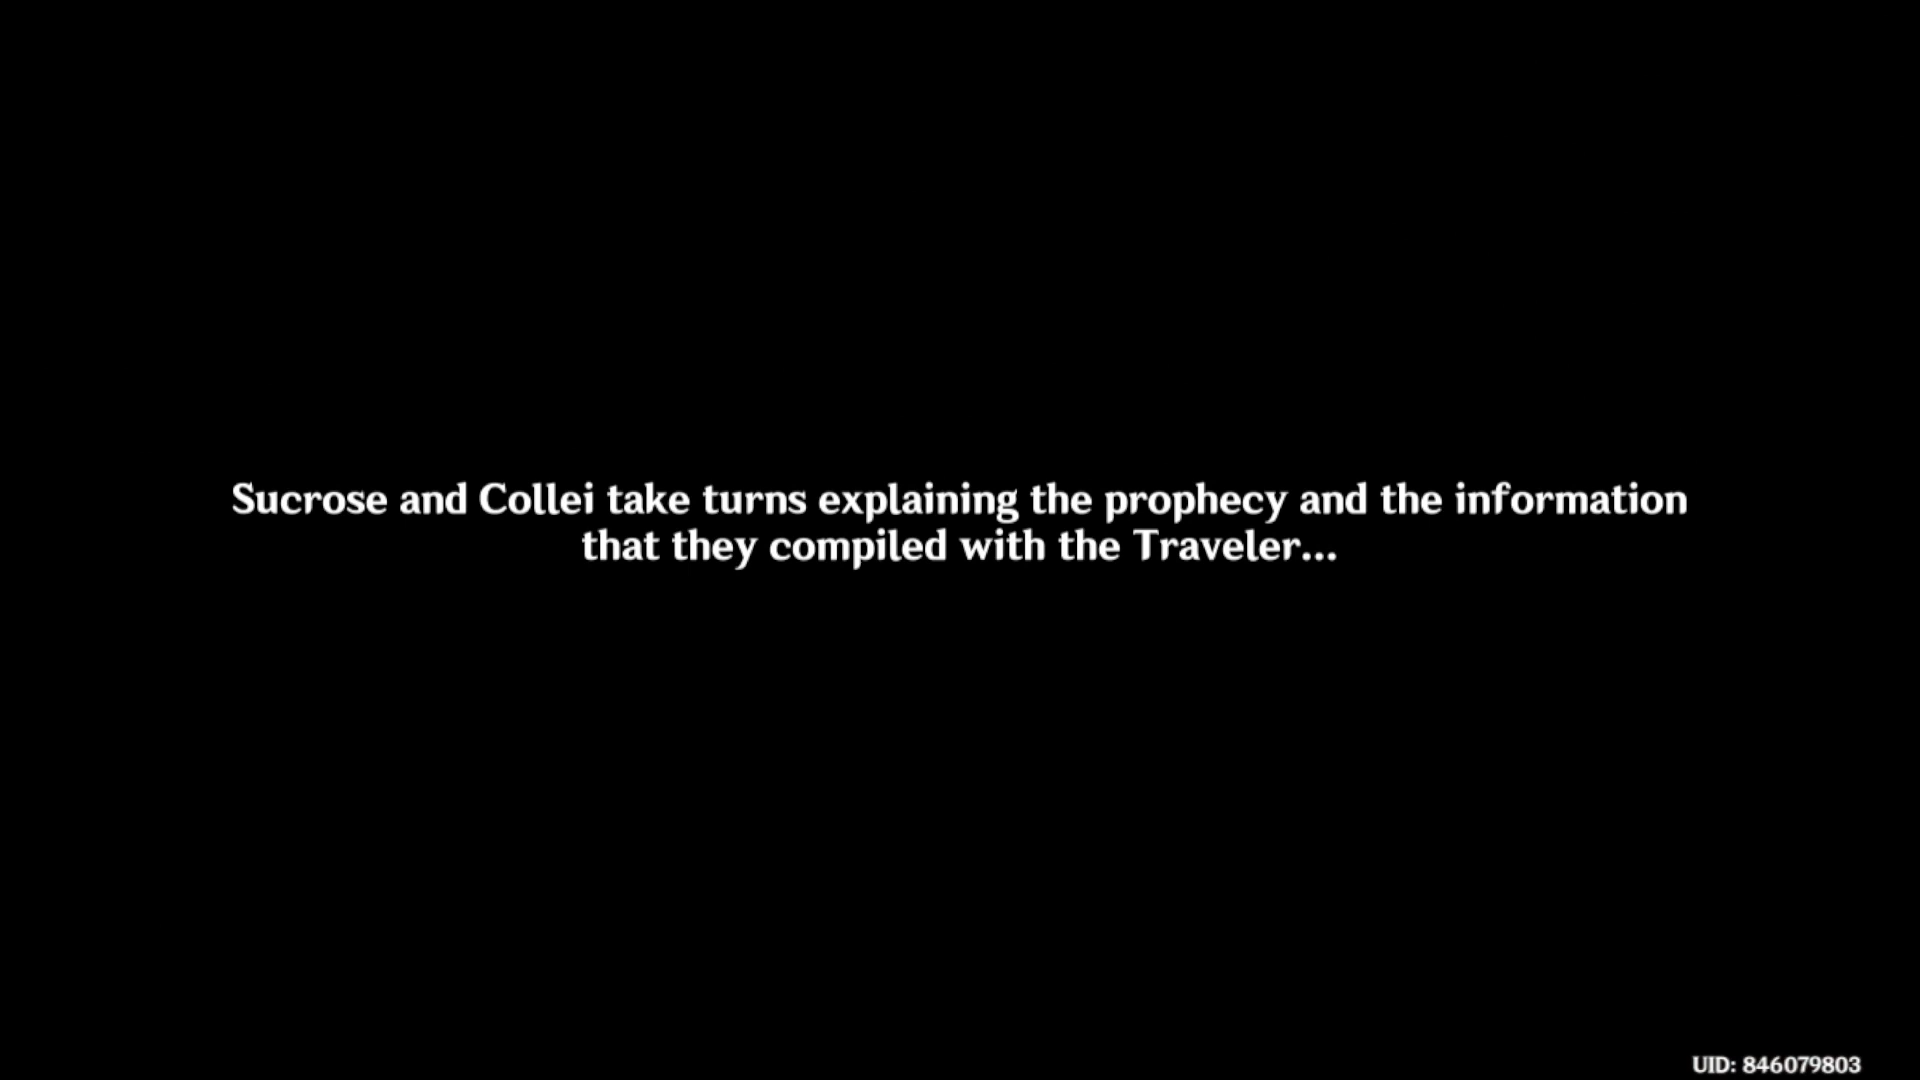 Sucrose and Collei take turns explaining the prophecy and the information
that they compiled with the Traveler...
UID: 846079803